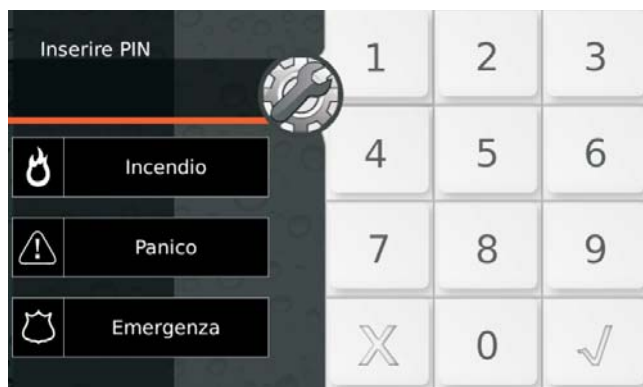 Inserire PIN
1 2 3
Incendio
4 5 6
Panico
7 8 9
Emergenza
X 0 √